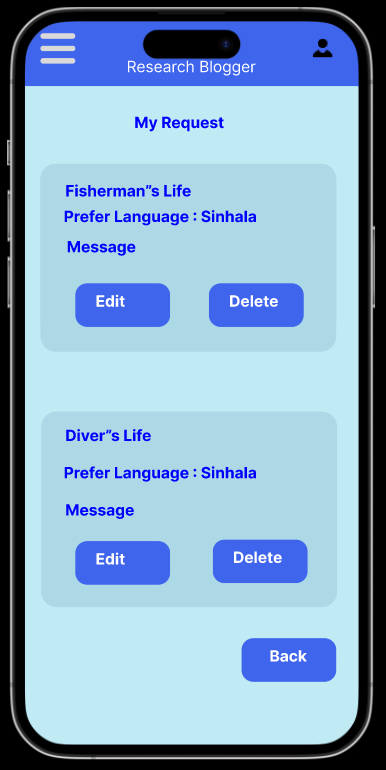 Research Blogger
My Request
Fisherman”s Life
Prefer Language : Sinhala
Message
Edit Delete
Diver”s Life
Prefer Language : Sinhala
Message
Edit Delete
Back